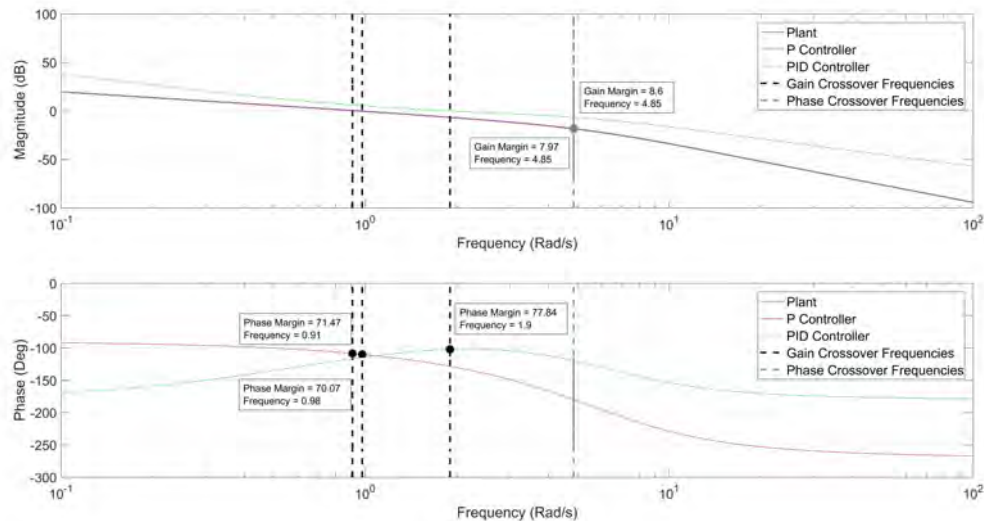 100
50
0
-50
-100
Magnitude (dB)
Plant
P Controller
PID Controller
Gain Crossover Frequencies
Phase Crossover Frequencies
Gain Margin = 8.6
Frequency = 4.85
Gain Margin = 7.97
Frequency = 4.85
10^-1
10^0
10^1
10^2
Frequency (Rad/s)
0
-50
-100
-150
-200
-250
-300
Phase (Deg)
Plant
P Controller
PID Controller
Gain Crossover Frequencies
Phase Crossover Frequencies
Phase Margin = 71.47
Frequency = 0.91
Phase Margin = 77.84
Frequency = 1.9
Phase Margin = 70.07
Frequency = 0.98
10^-1
10^0
10^1
10^2
Frequency (Rad/s)